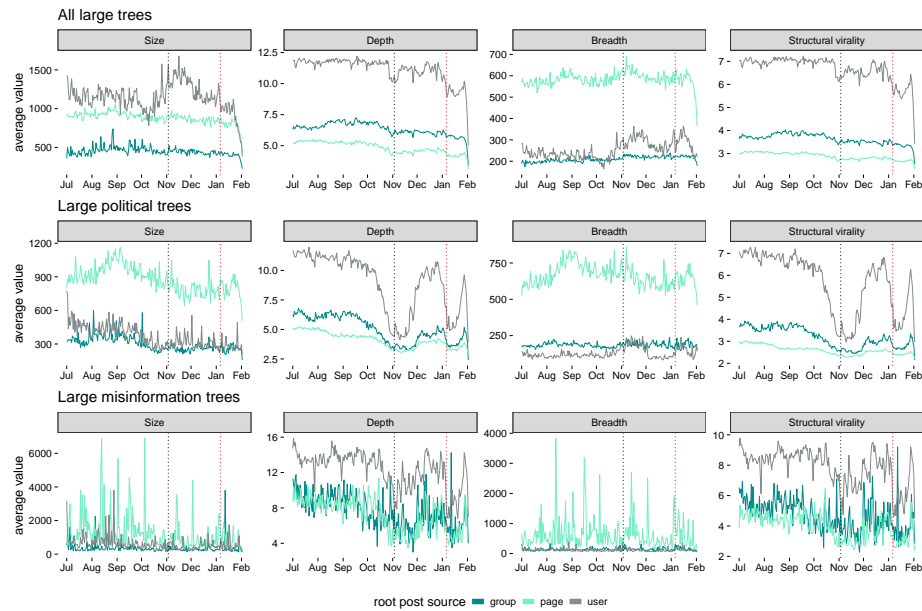 All large trees
Size Depth Breadth Structural virality
average value
1500 1000 500
12.5 10.0 7.5 5.0
700 600 500 400 300 200
7 6 5 4 3
Jul Aug Sep Oct Nov Dec Jan Feb Jul Aug Sep Oct Nov Dec Jan Feb Jul Aug Sep Oct Nov Dec Jan Feb Jul Aug Sep Oct Nov Dec Jan Feb
Large political trees
Size Depth Breadth Structural virality
average value
1200 900 600 300
10.0 7.5 5.0 2.5
750 500 250
7 6 5 4 3 2
Jul Aug Sep Oct Nov Dec Jan Feb Jul Aug Sep Oct Nov Dec Jan Feb Jul Aug Sep Oct Nov Dec Jan Feb Jul Aug Sep Oct Nov Dec Jan Feb
Large misinformation trees
Size Depth Breadth Structural virality
average value
6000 4000 2000 0
16 12 8 4
4000 3000 2000 1000 0
10 8 6 4 2
Jul Aug Sep Oct Nov Dec Jan Feb Jul Aug Sep Oct Nov Dec Jan Feb Jul Aug Sep Oct Nov Dec Jan Feb Jul Aug Sep Oct Nov Dec Jan Feb
root post source group page user